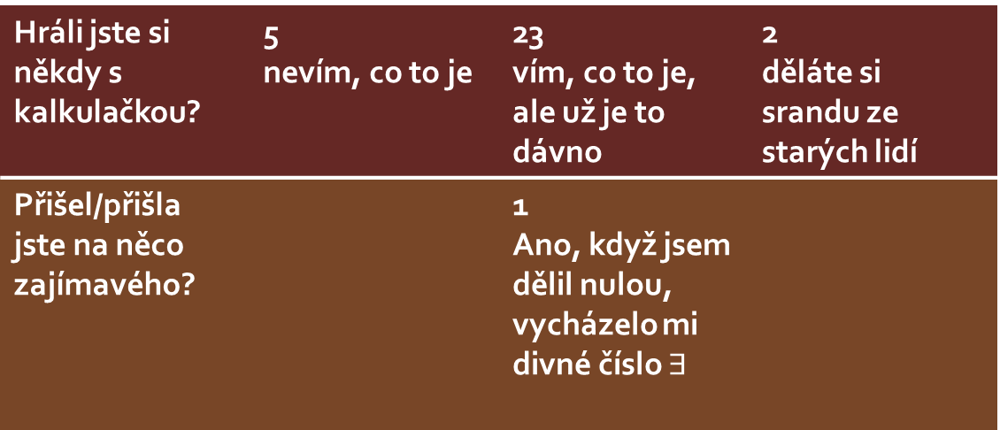 Hráli jste si
někdy s
kalkulačkou?
5
nevím, co to je
23
vím, co to je,
ale už je to
dávno
2
děláte si
srandu ze
starých lidí
Přišel/přišla
jste na něco
zajímavého?
1
Ano, když jsem
dělil nulou,
vycházelo mi
divné číslo ∃